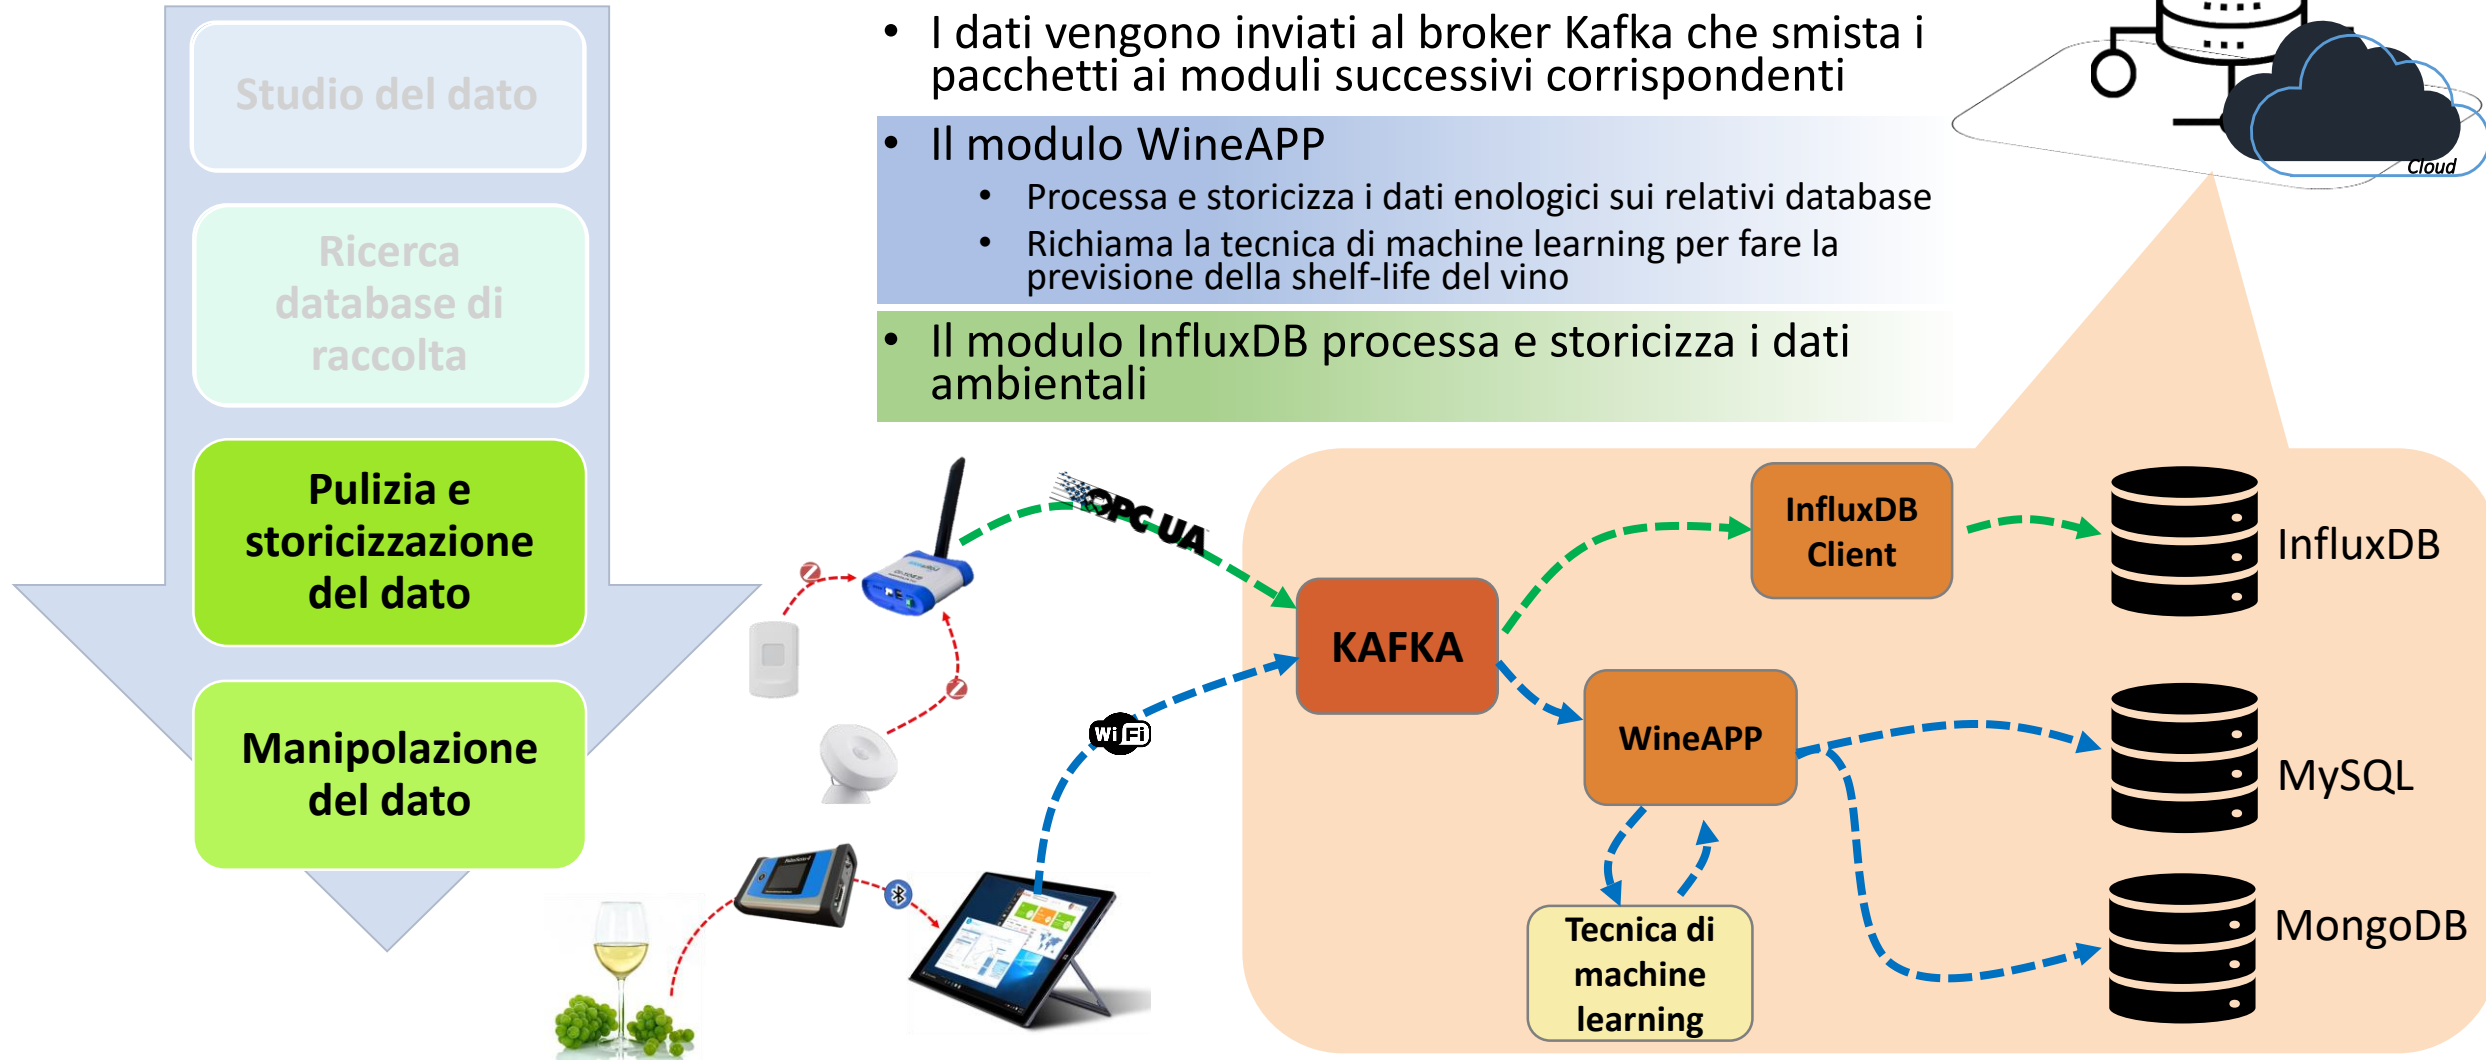 Studio del dato
Ricerca
database di
raccolta
Pulizia e
storicizzazione
del dato
Manipolazione
del dato
• I dati vengono inviati al broker Kafka che smista i
pacchetti ai moduli successivi corrispondenti
• Il modulo WineAPP
• Processa e storicizza i dati enologici sui relativi database
• Richiama la tecnica di machine learning per fare la
previsione della shelf-life del vino
• Il modulo InfluxDB processa e storicizza i dati
ambientali
Cloud
OPC UA
Wi Fi
KAFKA
InfluxDB
Client
WineAPP
Tecnica di
machine
learning
InfluxDB
MySQL
MongoDB